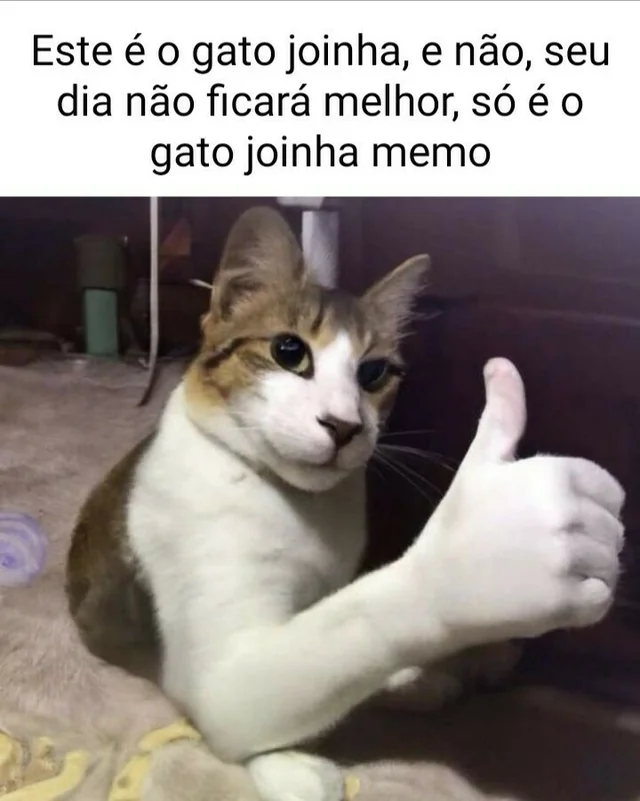 Este é o gato joinha, e não, seu
dia não ficará melhor, só é o
gato joinha memo